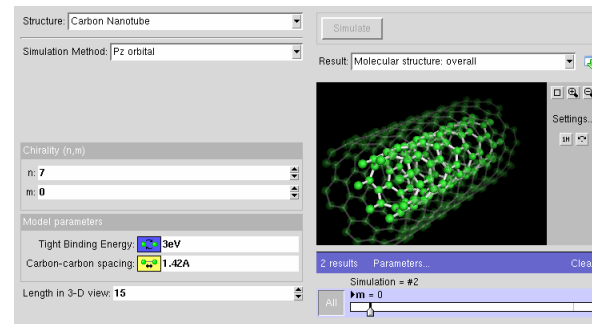 Structure: Carbon Nanotube
Simulation Method: Pz orbital
Chirality (n,m)
n: 7
m: 0
Model parameters
Tight Binding Energy: 3eV
Carbon-carbon spacing: 1.42A
Length in 3-D view: 15
Simulate
Result: Molecular structure: overall
Settings...
1H
2 results Parameters... Clea
Simulation = #2
All
m = 0